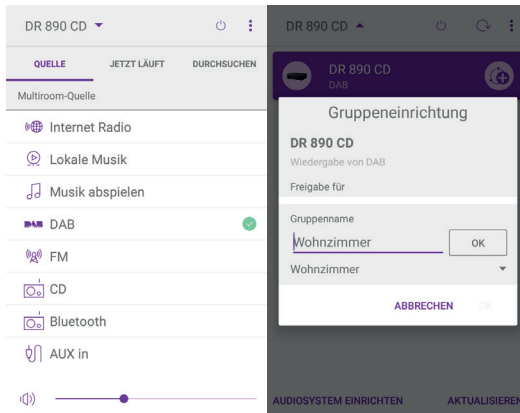 DR 890 CD
QUELLE JETZT LÄUFT DURCHSUCHEN
Multiroom-Quelle
Internet Radio
Lokale Musik
Musik abspielen
DAB DAB
FM
CD
Bluetooth
AUX in
DR 890 CD
DR 890 CD
DAB
Gruppeneinrichtung
DR 890 CD
Wiedergabe von DAB
Freigabe für
Gruppenname
Wohnzimmer OK
Wohnzimmer
ABBRECHEN OK
AUDIOSYSTEM EINRICHTEN AKTUALISIEREN